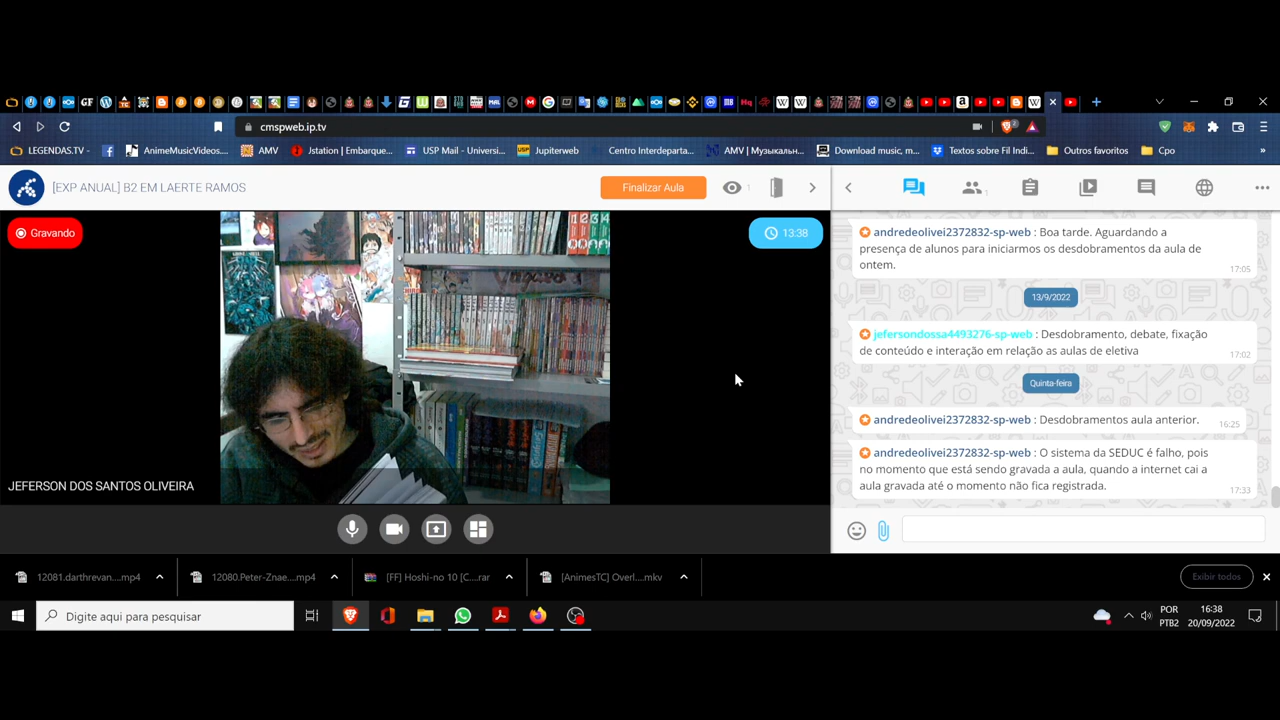 cmspweb.ip.tv
2
LEGENDAS.TV -
AnimeMusicVideos...
AMV
Jstation | Embarque...
USP Mail - Universi...
Jupiterweb
Centro Interdeparta...
AMV | Музыкальн...
Download music, m...
Textos sobre Fil Indi...
Outros favoritos
Cpo
»
[EXP ANUAL] B2 EM LAERTE RAMOS
Finalizar Aula
1
1
Gravando
13:38
JEFERSON DOS SANTOS OLIVEIRA
andredeolivei2372832-sp-web : Boa tarde. Aguardando a
presença de alunos para iniciarmos os desdobramentos da aula de
ontem.
17:05
13/9/2022
jefersondossa4493276-sp-web : Desdobramento, debate, fixação
de conteúdo e interação em relação as aulas de eletiva
17:02
Quinta-feira
andredeolivei2372832-sp-web : Desdobramentos aula anterior.
16:25
andredeolivei2372832-sp-web : O sistema da SEDUC é falho, pois
no momento que está sendo gravada a aula, quando a internet cai a
aula gravada até o momento não fica registrada.
17:33
12081.darthrevan....mp4
12080.Peter-Znae....mp4
[FF] Hoshi-no 10 [C....rar
[AnimesTC] Overl....mkv
Exibir todos
Digite aqui para pesquisar
POR
PTB2
16:38
20/09/2022